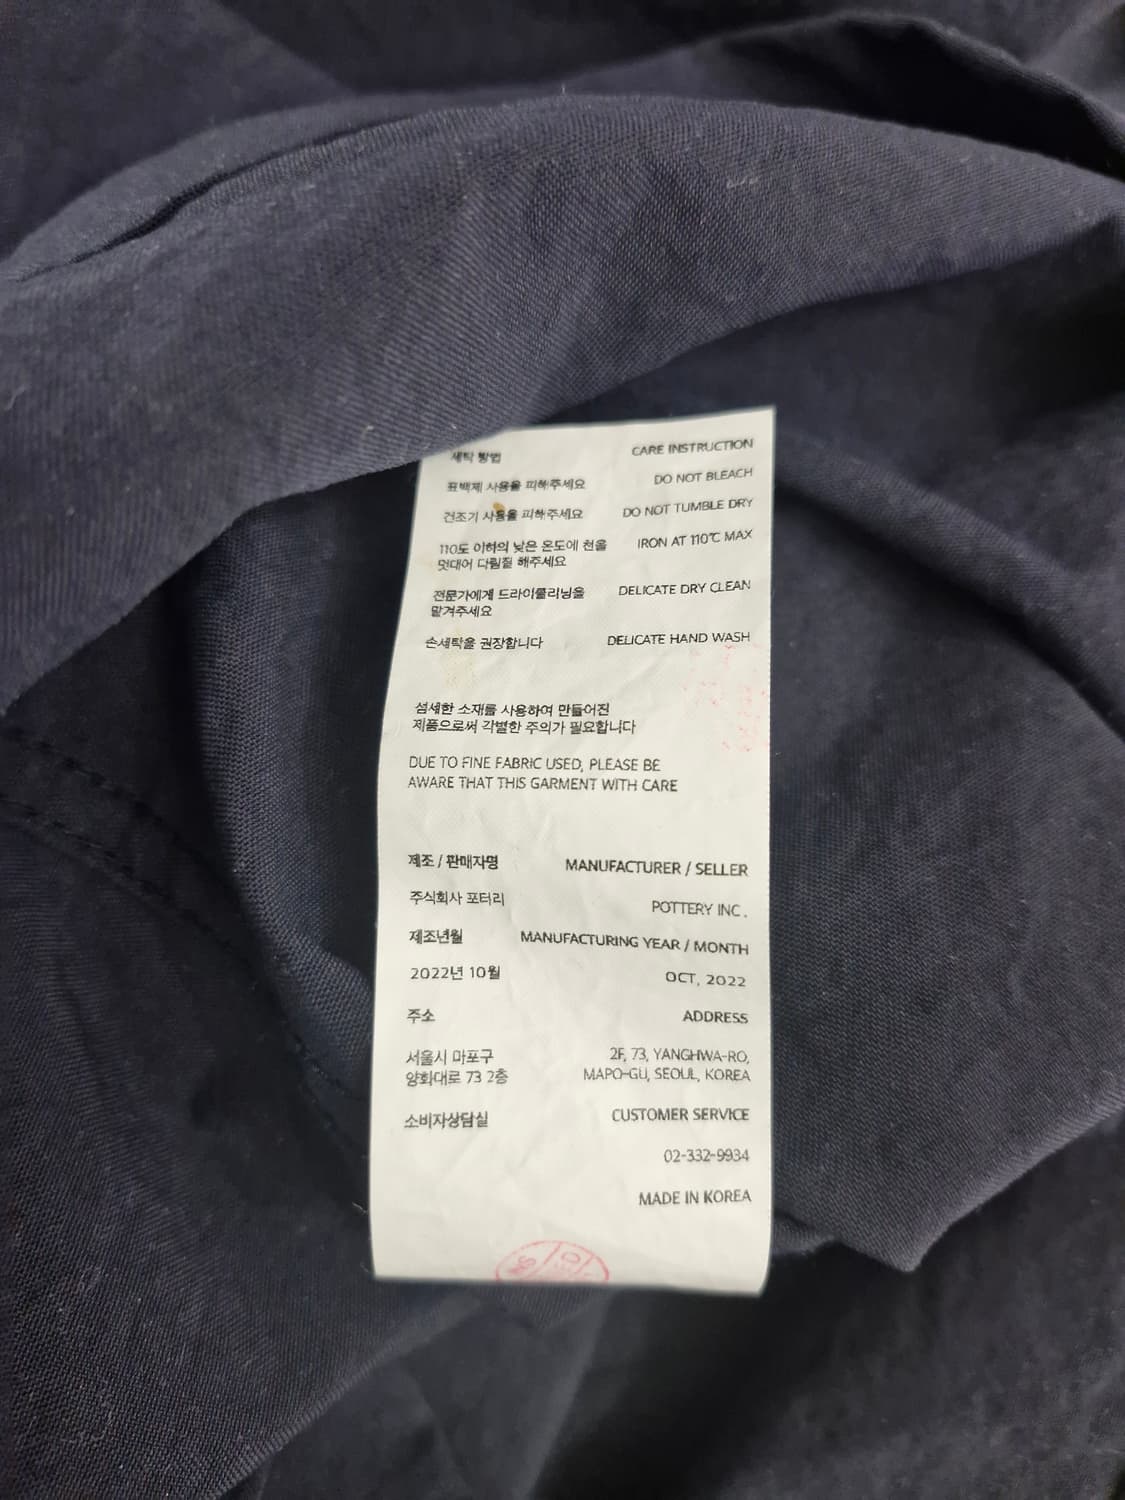 세탁 방법 CARE INSTRUCTION
표백제 사용을 피해주세요 DO NOT BLEACH
건조기 사용을 피해주세요 DO NOT TUMBLE DRY
110도 이하의 낮은 온도에 천을 IRON AT 110℃ MAX
덧대어 다림질 해주세요
전문가에게 드라이클리닝을 DELICATE DRY CLEAN
맡겨주세요
손세탁을 권장합니다 DELICATE HAND WASH
섬세한 소재를 사용하여 만들어진
제품으로써 각별한 주의가 필요합니다
DUE TO FINE FABRIC USED, PLEASE BE
AWARE THAT THIS GARMENT WITH CARE
제조 / 판매자명 MANUFACTURER / SELLER
주식회사 포터리 POTTERY INC.
제조년월 MANUFACTURING YEAR / MONTH
2022년 10월 OCT, 2022
주소 ADDRESS
서울시 마포구 2F, 73, YANGHWA-RO,
양화대로 73 2층 MAPO-GU, SEOUL, KOREA
소비자상담실 CUSTOMER SERVICE
02-332-9934
MADE IN KOREA